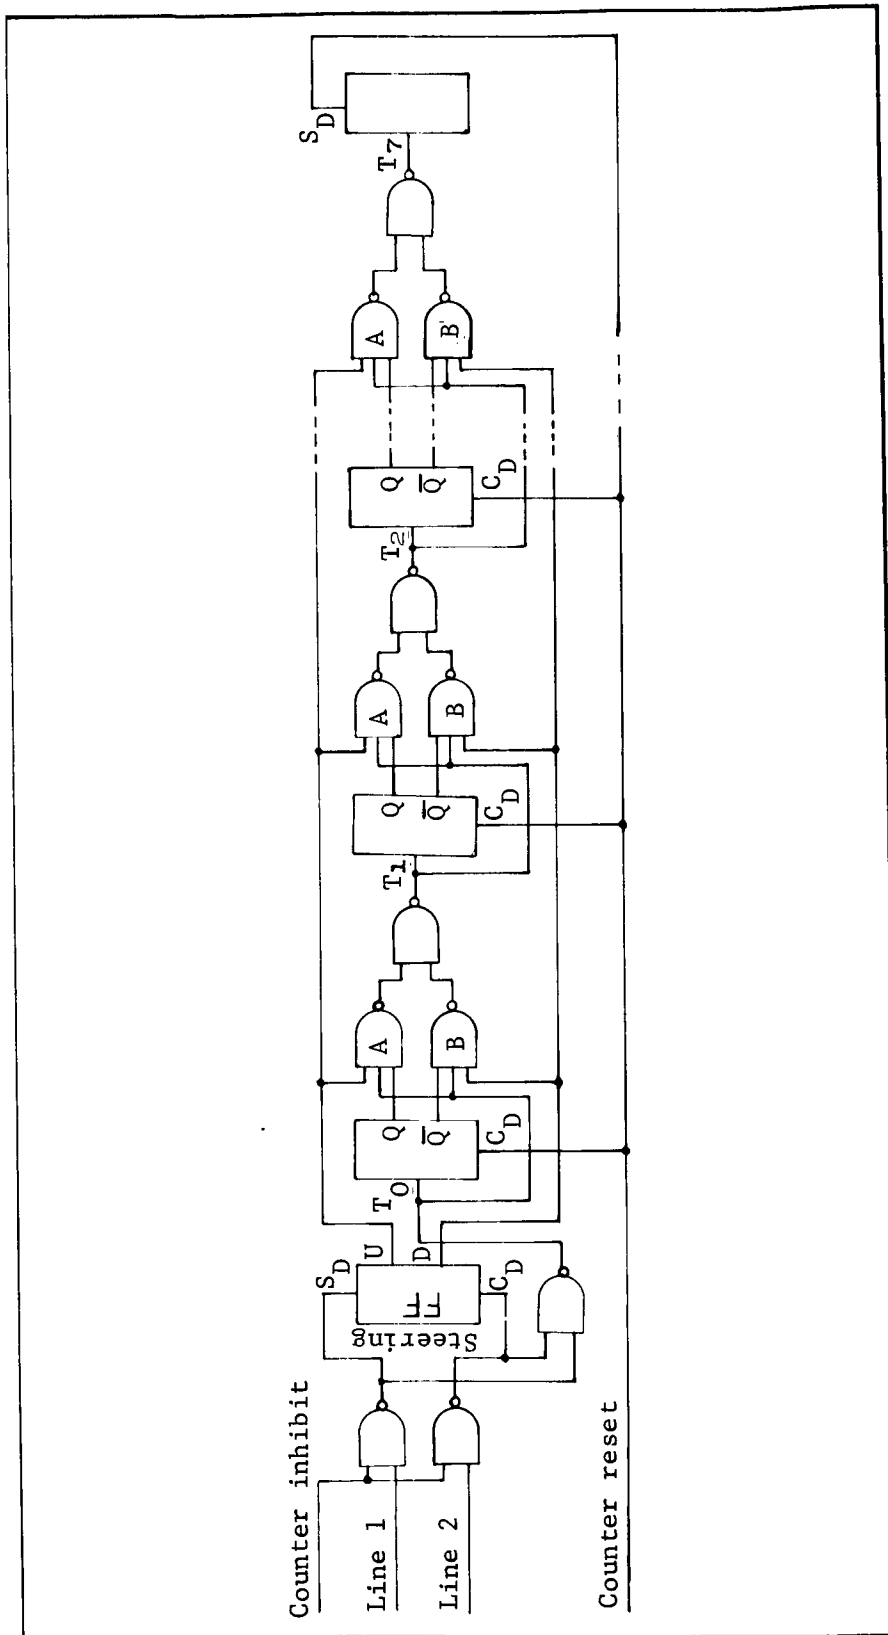 Counter inhibit
Line 1
Line 2
Counter reset
Steering
FF
S_D
C_D
U
D
T_0
Q
Q̅
C_D
A
B
T_1
Q
Q̅
C_D
A
B
T_2
Q
Q̅
C_D
A
B
T_7
S_D